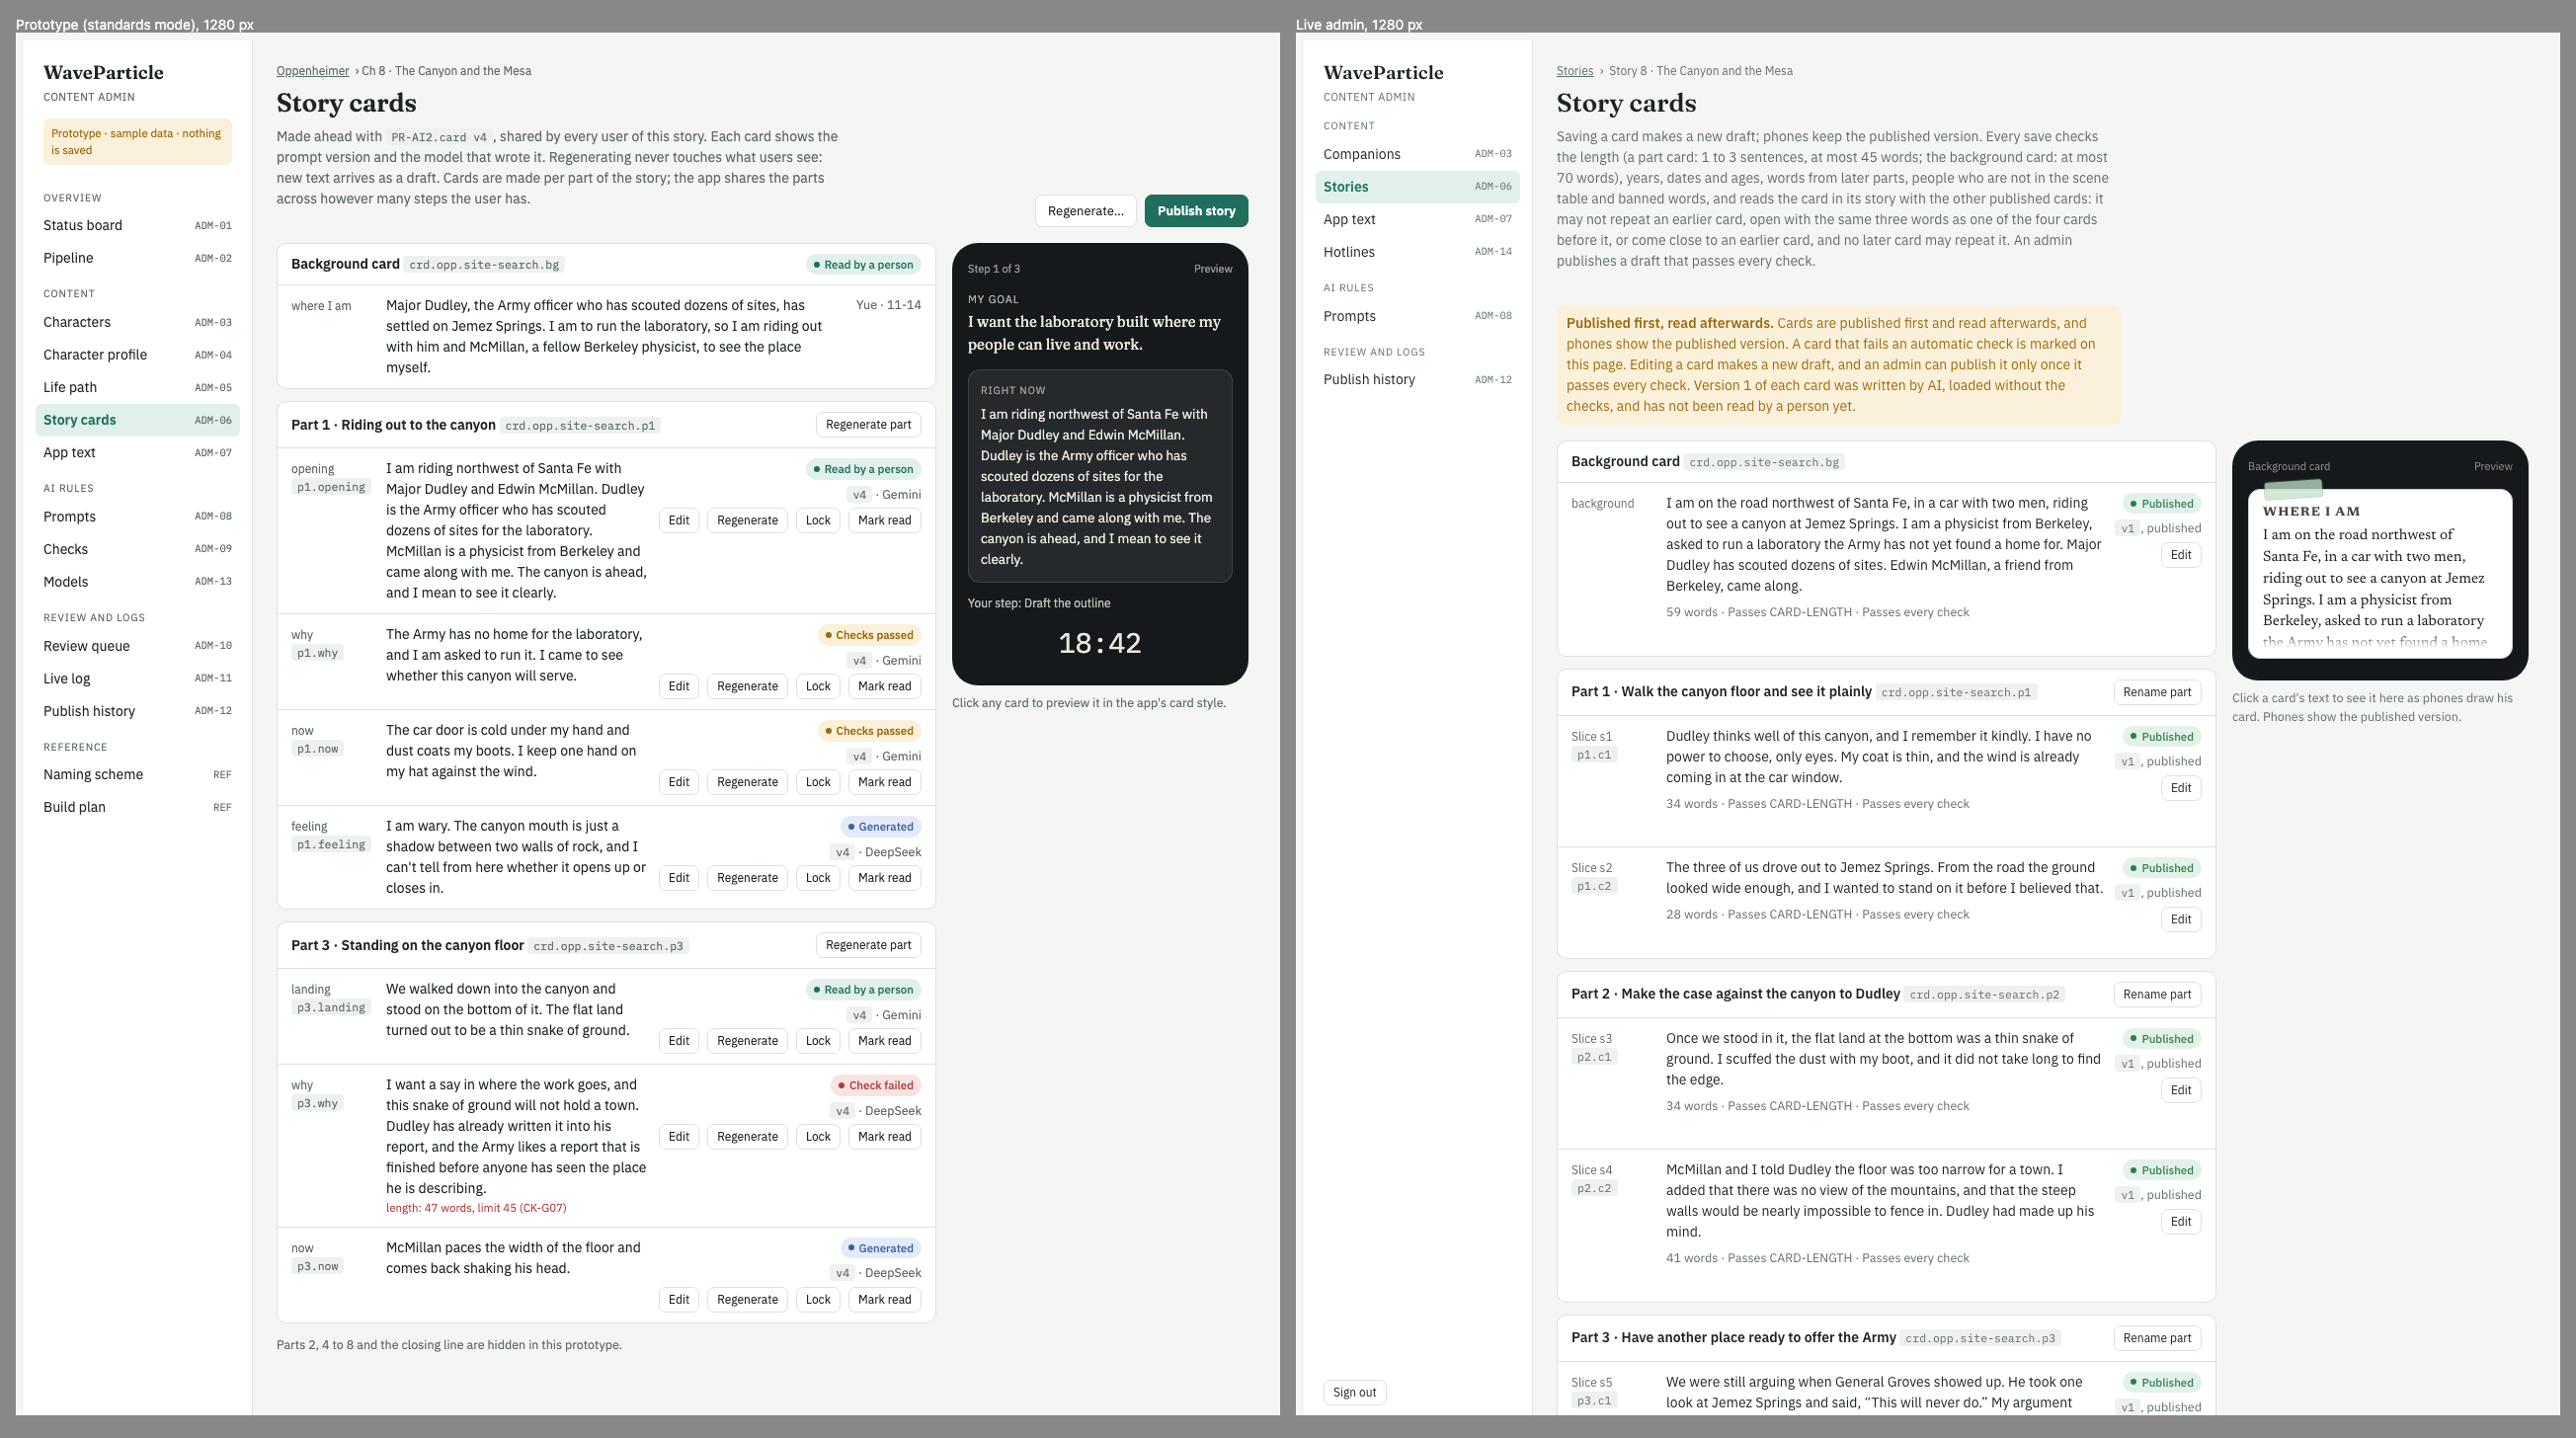 Prototype (standards mode), 1280 px
WaveParticle
CONTENT ADMIN
Prototype · sample data · nothing
is saved
OVERVIEW
Status board ADM-01
Pipeline ADM-02
CONTENT
Characters ADM-03
Character profile ADM-04
Life path ADM-05
Story cards ADM-06
App text ADM-07
AI RULES
Prompts ADM-08
Checks ADM-09
Models ADM-13
REVIEW AND LOGS
Review queue ADM-10
Live log ADM-11
Publish history ADM-12
REFERENCE
Naming scheme REF
Build plan REF
Oppenheimer › Ch 8 · The Canyon and the Mesa
Story cards
Made ahead with PR-AI2.card v4 , shared by every user of this story. Each card shows the
prompt version and the model that wrote it. Regenerating never touches what users see:
new text arrives as a draft. Cards are made per part of the story; the app shares the parts
across however many steps the user has.
Regenerate... Publish story
Background card crd.opp.site-search.bg Read by a person
where I am
Major Dudley, the Army officer who has scouted dozens of sites, has
settled on Jemez Springs. I am to run the laboratory, so I am riding out
with him and McMillan, a fellow Berkeley physicist, to see the place
myself.
Yue · 11-14
Part 1 · Riding out to the canyon crd.opp.site-search.p1 Regenerate part
opening
p1.opening
I am riding northwest of Santa Fe with
Major Dudley and Edwin McMillan. Dudley
is the Army officer who has scouted
dozens of sites for the laboratory.
McMillan is a physicist from Berkeley and
came along with me. The canyon is ahead,
and I mean to see it clearly.
Read by a person
v4 · Gemini
Edit Regenerate Lock Mark read
why
p1.why
The Army has no home for the laboratory,
and I am asked to run it. I came to see
whether this canyon will serve.
Checks passed
v4 · Gemini
Edit Regenerate Lock Mark read
now
p1.now
The car door is cold under my hand and
dust coats my boots. I keep one hand on
my hat against the wind.
Checks passed
v4 · Gemini
Edit Regenerate Lock Mark read
feeling
p1.feeling
I am wary. The canyon mouth is just a
shadow between two walls of rock, and I
can't tell from here whether it opens up or
closes in.
Generated
v4 · DeepSeek
Edit Regenerate Lock Mark read
Part 3 · Standing on the canyon floor crd.opp.site-search.p3 Regenerate part
landing
p3.landing
We walked down into the canyon and
stood on the bottom of it. The flat land
turned out to be a thin snake of ground.
Read by a person
v4 · Gemini
Edit Regenerate Lock Mark read
why
p3.why
I want a say in where the work goes, and
this snake of ground will not hold a town.
Dudley has already written it into his
report, and the Army likes a report that is
finished before anyone has seen the place
he is describing.
length: 47 words, limit 45 (CK-G07)
Check failed
v4 · DeepSeek
Edit Regenerate Lock Mark read
now
p3.now
McMillan paces the width of the floor and
comes back shaking his head.
Generated
v4 · DeepSeek
Edit Regenerate Lock Mark read
Parts 2, 4 to 8 and the closing line are hidden in this prototype.
Step 1 of 3 Preview
MY GOAL
I want the laboratory built where my
people can live and work.
RIGHT NOW
I am riding northwest of Santa Fe with
Major Dudley and Edwin McMillan.
Dudley is the Army officer who has
scouted dozens of sites for the
laboratory. McMillan is a physicist from
Berkeley and came along with me. The
canyon is ahead, and I mean to see it
clearly.
Your step: Draft the outline
18:42
Click any card to preview it in the app's card style.
Live admin, 1280 px
WaveParticle
CONTENT ADMIN
CONTENT
Companions ADM-03
Stories ADM-06
App text ADM-07
Hotlines ADM-14
AI RULES
Prompts ADM-08
REVIEW AND LOGS
Publish history ADM-12
Sign out
Stories › Story 8 · The Canyon and the Mesa
Story cards
Saving a card makes a new draft; phones keep the published version. Every save checks
the length (a part card: 1 to 3 sentences, at most 45 words; the background card: at most
70 words), years, dates and ages, words from later parts, people who are not in the scene
table and banned words, and reads the card in its story with the other published cards: it
may not repeat an earlier card, open with the same three words as one of the four cards
before it, or come close to an earlier card, and no later card may repeat it. An admin
publishes a draft that passes every check.
Published first, read afterwards. Cards are published first and read afterwards, and
phones show the published version. A card that fails an automatic check is marked on
this page. Editing a card makes a new draft, and an admin can publish it only once it
passes every check. Version 1 of each card was written by AI, loaded without the
checks, and has not been read by a person yet.
Background card crd.opp.site-search.bg
background
I am on the road northwest of Santa Fe, in a car with two men, riding
out to see a canyon at Jemez Springs. I am a physicist from Berkeley,
asked to run a laboratory the Army has not yet found a home for. Major
Dudley has scouted dozens of sites. Edwin McMillan, a friend from
Berkeley, came along.
59 words · Passes CARD-LENGTH · Passes every check
Published
v1 , published
Edit
Part 1 · Walk the canyon floor and see it plainly crd.opp.site-search.p1 Rename part
Slice s1
p1.c1
Dudley thinks well of this canyon, and I remember it kindly. I have no
power to choose, only eyes. My coat is thin, and the wind is already
coming in at the car window.
34 words · Passes CARD-LENGTH · Passes every check
Published
v1 , published
Edit
Slice s2
p1.c2
The three of us drove out to Jemez Springs. From the road the ground
looked wide enough, and I wanted to stand on it before I believed that.
28 words · Passes CARD-LENGTH · Passes every check
Published
v1 , published
Edit
Part 2 · Make the case against the canyon to Dudley crd.opp.site-search.p2 Rename part
Slice s3
p2.c1
Once we stood in it, the flat land at the bottom was a thin snake of
ground. I scuffed the dust with my boot, and it did not take long to find
the edge.
34 words · Passes CARD-LENGTH · Passes every check
Published
v1 , published
Edit
Slice s4
p2.c2
McMillan and I told Dudley the floor was too narrow for a town. I
added that there was no view of the mountains, and that the steep
walls would be nearly impossible to fence in. Dudley had made up his
mind.
41 words · Passes CARD-LENGTH · Passes every check
Published
v1 , published
Edit
Part 3 · Have another place ready to offer the Army crd.opp.site-search.p3 Rename part
Slice s5
p3.c1
We were still arguing when General Groves showed up. He took one
look at Jemez Springs and said, “This will never do.” My argument
Published
v1 , published
Background card Preview
WHERE I AM
I am on the road northwest of
Santa Fe, in a car with two men,
riding out to see a canyon at Jemez
Springs. I am a physicist from
Berkeley, asked to run a laboratory
the Army has not yet found a home
Click a card's text to see it here as phones draw his
card. Phones show the published version.